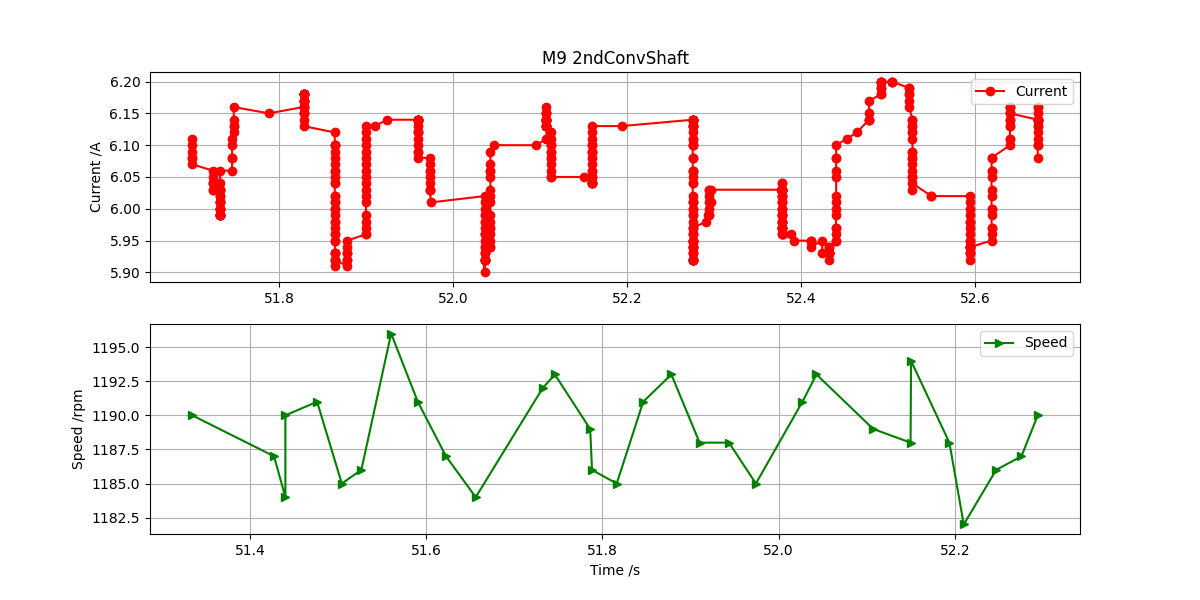 M9 2ndConvShaft
6.20
6.15
6.10
6.05
6.00
5.95
5.90
Current /A
Current
51.8 52.0 52.2 52.4 52.6
1195.0
1192.5
1190.0
1187.5
1185.0
1182.5
Speed /rpm
Speed
51.4 51.6 51.8 52.0 52.2
Time /s